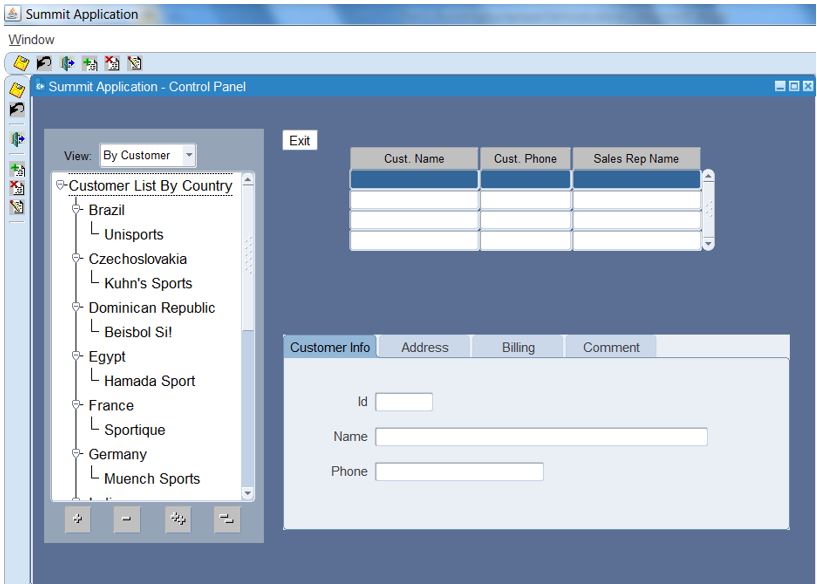 Summit Application
Window
Summit Application - Control Panel
View: By Customer
Exit
Cust. Name Cust. Phone Sales Rep Name
Customer List By Country
Brazil
Unisports
Czechoslovakia
Kuhn's Sports
Dominican Republic
Beisbol Si!
Egypt
Hamada Sport
France
Sportique
Germany
Muench Sports
Customer Info Address Billing Comment
Id
Name
Phone